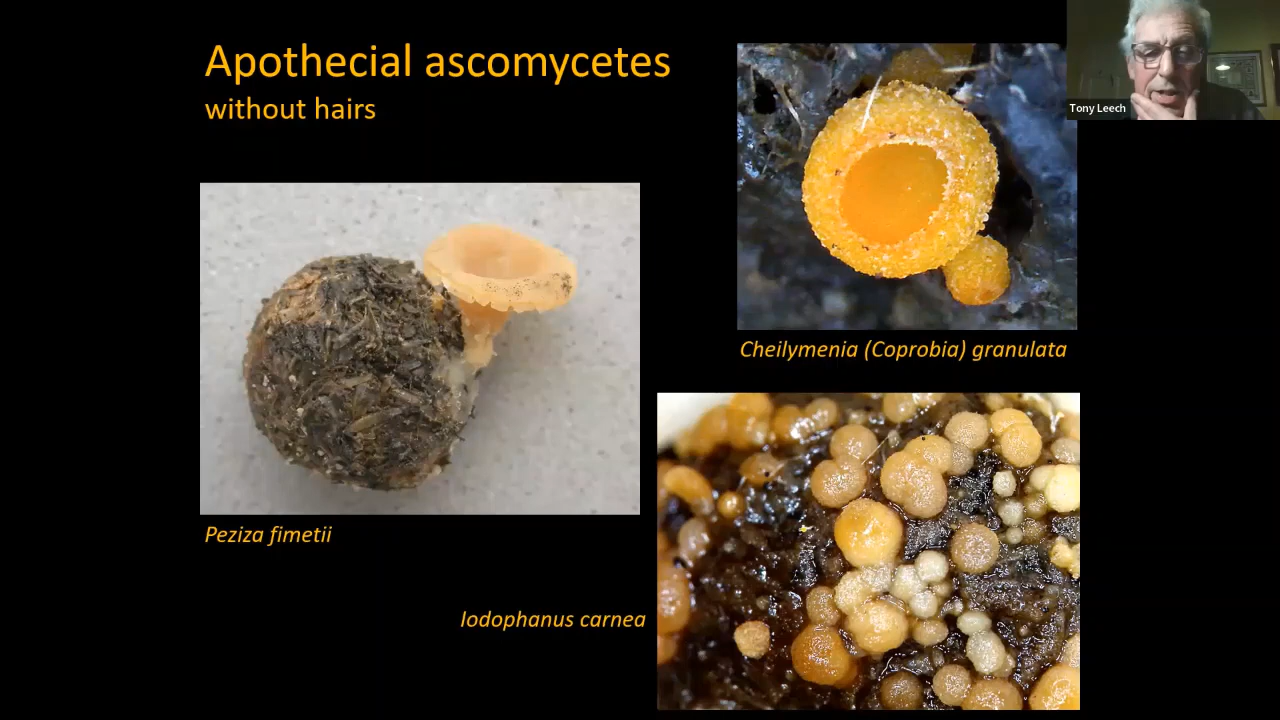 Apothecial ascomycetes
without hairs
Tony Leech
Cheilymenia (Coprobia) granulata
Peziza fimetii
Iodophanus carnea